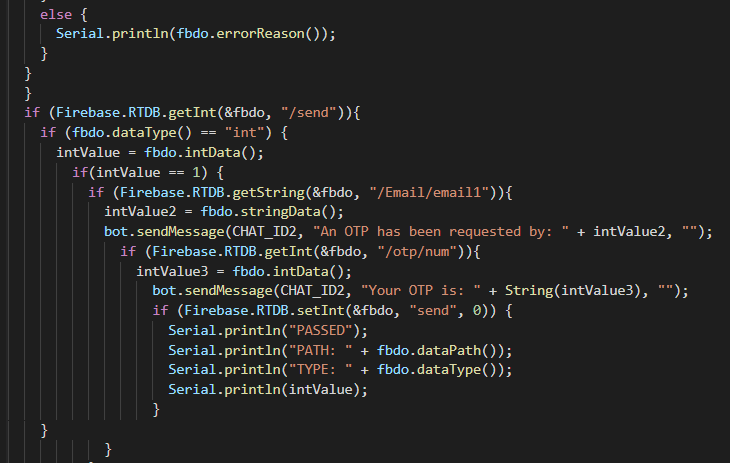 else {
Serial.println(fbdo.errorReason());
}
}
}
if (Firebase.RTDB.getInt(&fbdo, "/send")){
if (fbdo.dataType() == "int") {
intValue = fbdo.intData();
if(intValue == 1) {
if (Firebase.RTDB.getString(&fbdo, "/Email/email1")){
intValue2 = fbdo.stringData();
bot.sendMessage(CHAT_ID2, "An OTP has been requested by: " + intValue2, "");
if (Firebase.RTDB.getInt(&fbdo, "/otp/num")){
intValue3 = fbdo.intData();
bot.sendMessage(CHAT_ID2, "Your OTP is: " + String(intValue3), "");
if (Firebase.RTDB.setInt(&fbdo, "send", 0)) {
Serial.println("PASSED");
Serial.println("PATH: " + fbdo.dataPath());
Serial.println("TYPE: " + fbdo.dataType());
Serial.println(intValue);
}
}
}